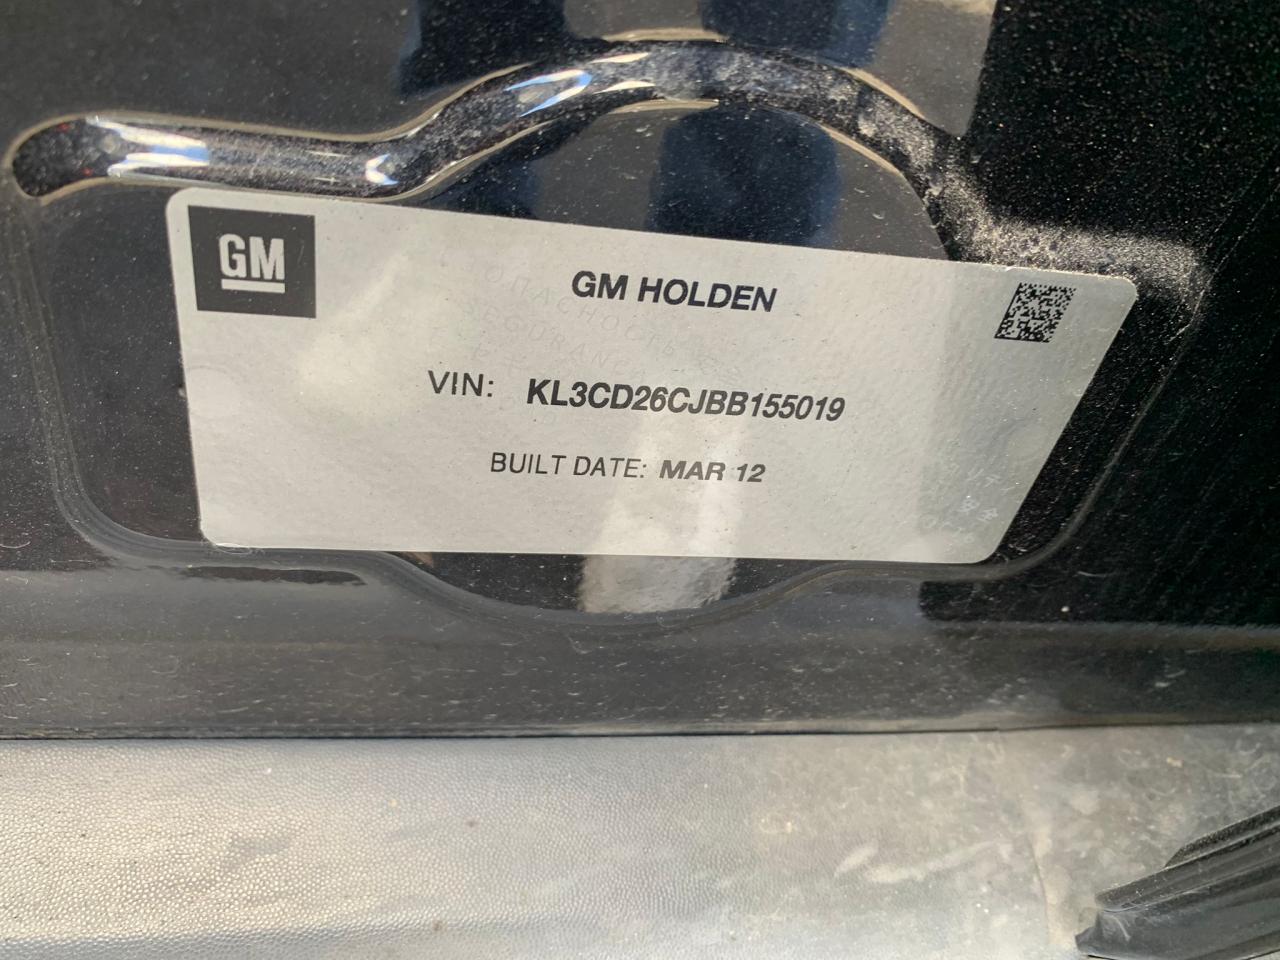 GM
GM HOLDEN
VIN: KL3CD26CJBB155019
BUILT DATE: MAR 12